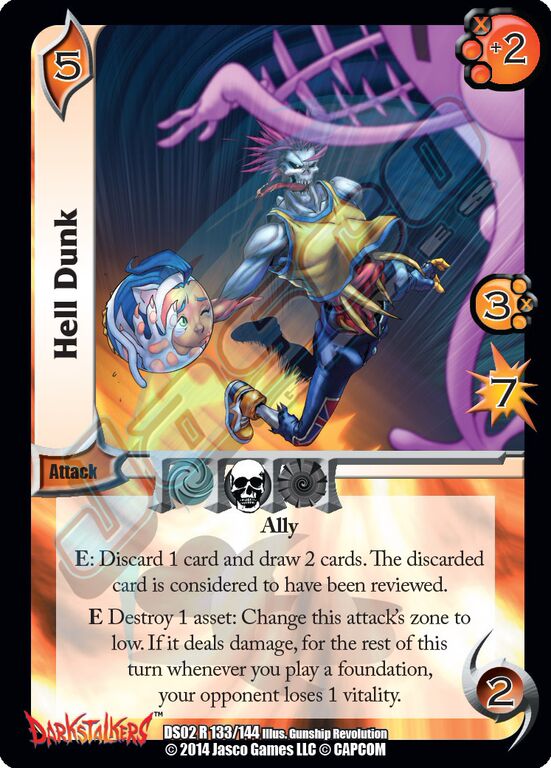 5
+2
Hell Dunk
3
7
Attack
Ally
E: Discard 1 card and draw 2 cards. The discarded
card is considered to have been reviewed.
E Destroy 1 asset: Change this attack's zone to
low. If it deals damage, for the rest of this
turn whenever you play a foundation,
your opponent loses 1 vitality.
2
DARKSTALKERS™
DS02 R 133/144 Illus. Gunship Revolution
© 2014 Jasco Games LLC © CAPCOM